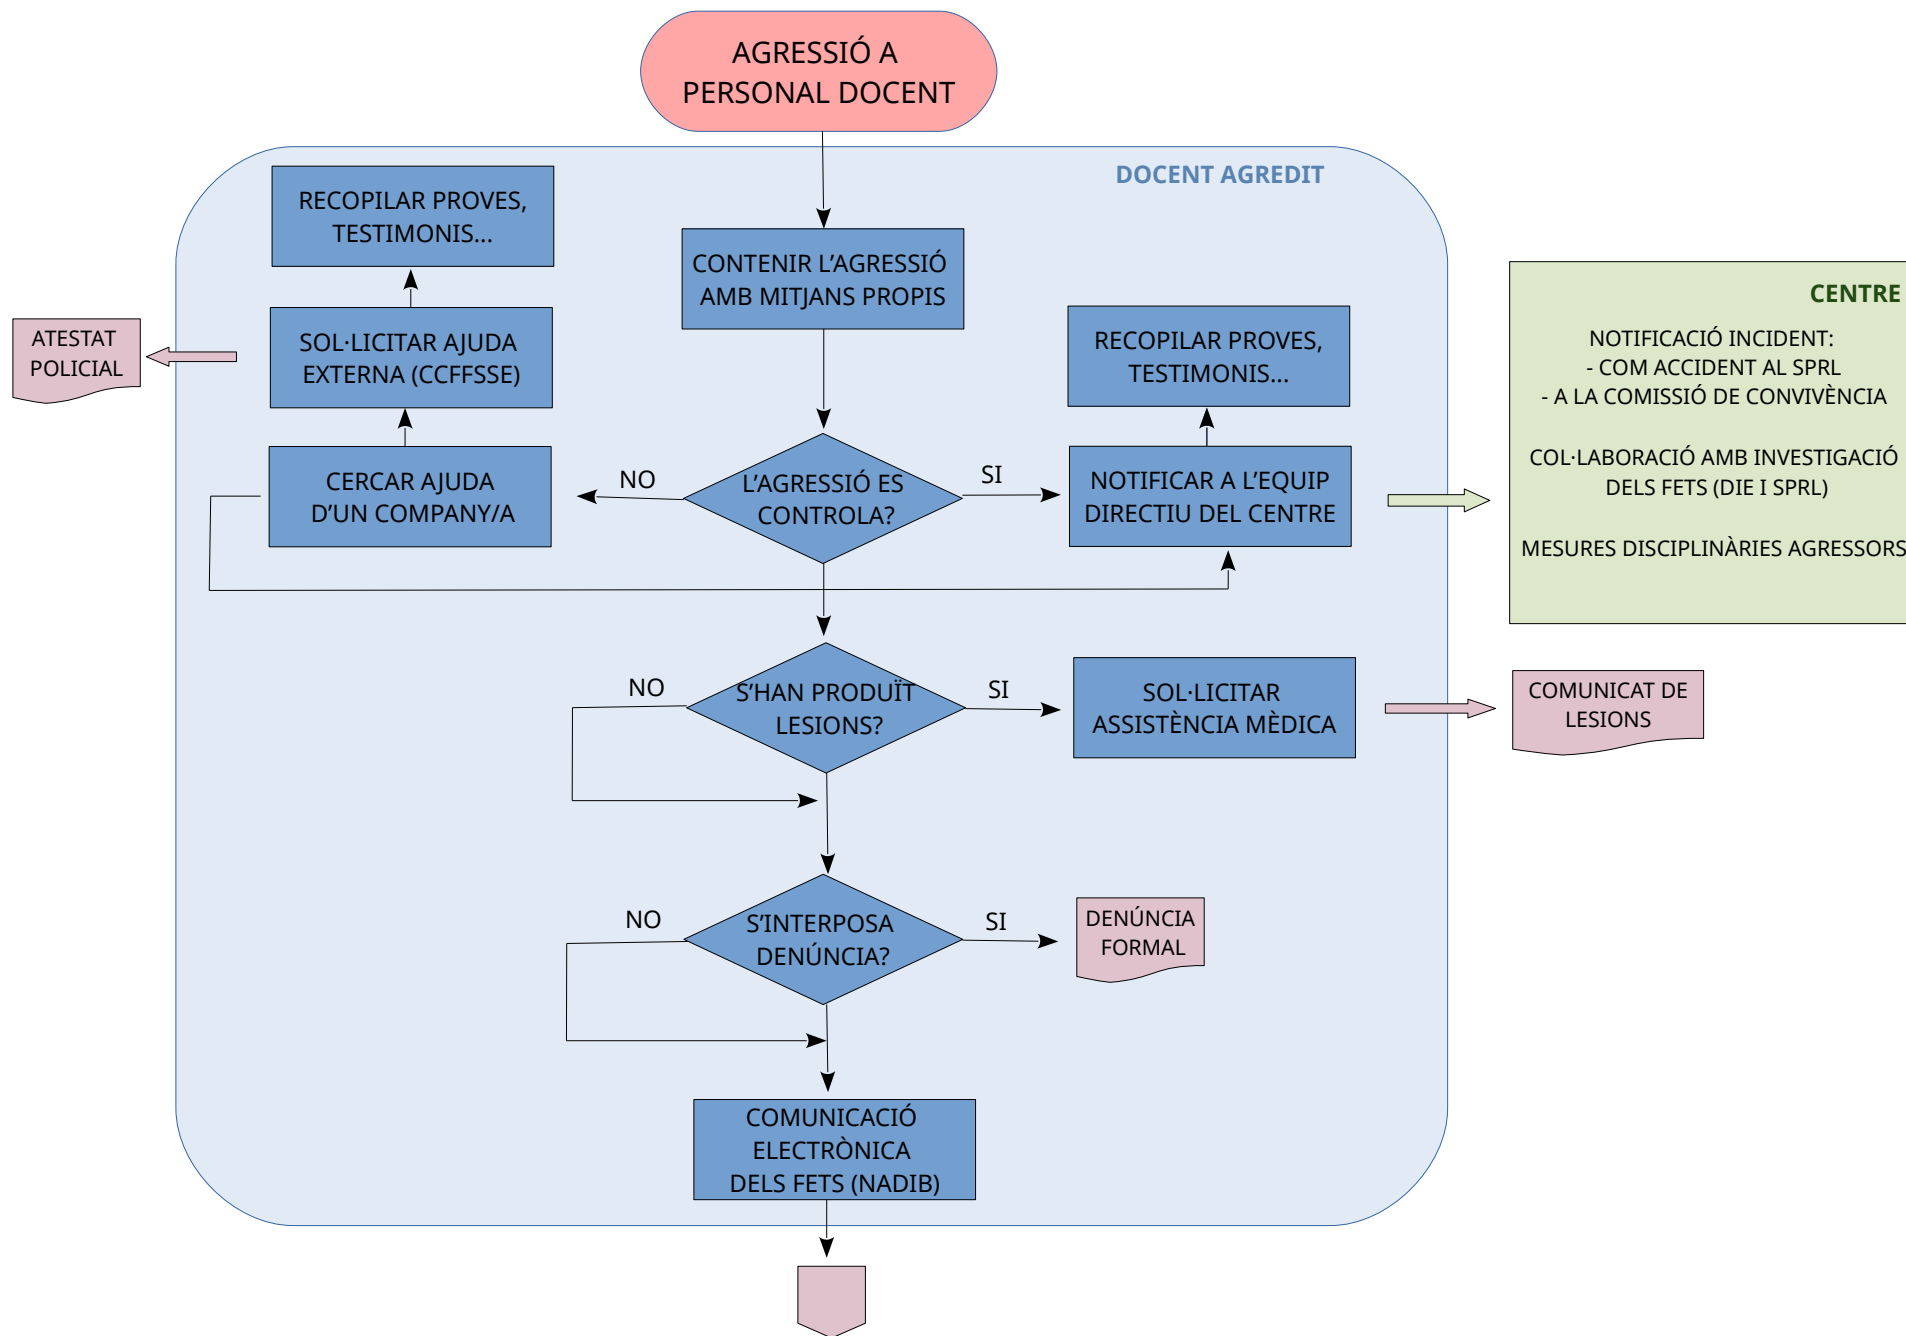 AGRESSIÓ A
PERSONAL DOCENT
DOCENT AGREDIT
RECOPILAR PROVES,
TESTIMONIS...
CONTENIR L’AGRESSIÓ
AMB MITJANS PROPIS
SOL·LICITAR AJUDA
EXTERNA (CCFFSSE)
ATESTAT
POLICIAL
RECOPILAR PROVES,
TESTIMONIS...
CENTRE
NOTIFICACIÓ INCIDENT:
- COM ACCIDENT AL SPRL
- A LA COMISSIÓ DE CONVIVÈNCIA
COL·LABORACIÓ AMB INVESTIGACIÓ
DELS FETS (DIE I SPRL)
MESURES DISCIPLINÀRIES AGRESSORS
CERCAR AJUDA
D’UN COMPANY/A
NO
L’AGRESSIÓ ES
CONTROLA?
SI
NOTIFICAR A L’EQUIP
DIRECTIU DEL CENTRE
NO
S’HAN PRODUÏT
LESIONS?
SI
SOL·LICITAR
ASSISTÈNCIA MÈDICA
COMUNICAT DE
LESIONS
NO
S’INTERPOSA
DENÚNCIA?
SI
DENÚNCIA
FORMAL
COMUNICACIÓ
ELECTRÒNICA
DELS FETS (NADIB)